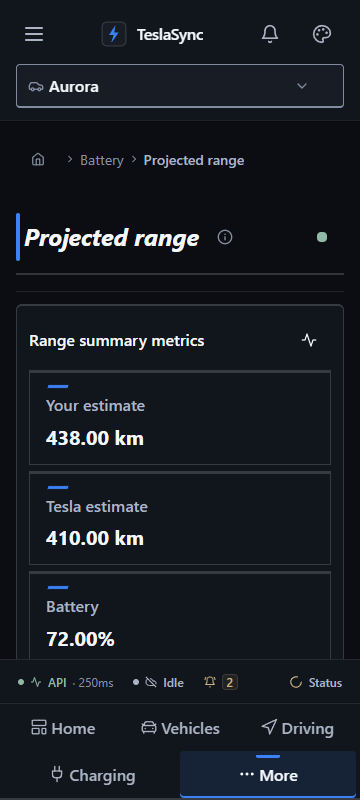 TeslaSync
Aurora
Battery Projected range
Projected range
Range summary metrics
Your estimate
438.00 km
Tesla estimate
410.00 km
Battery
72.00%
API · 250ms Idle 2 Status
Home Vehicles Driving
Charging More